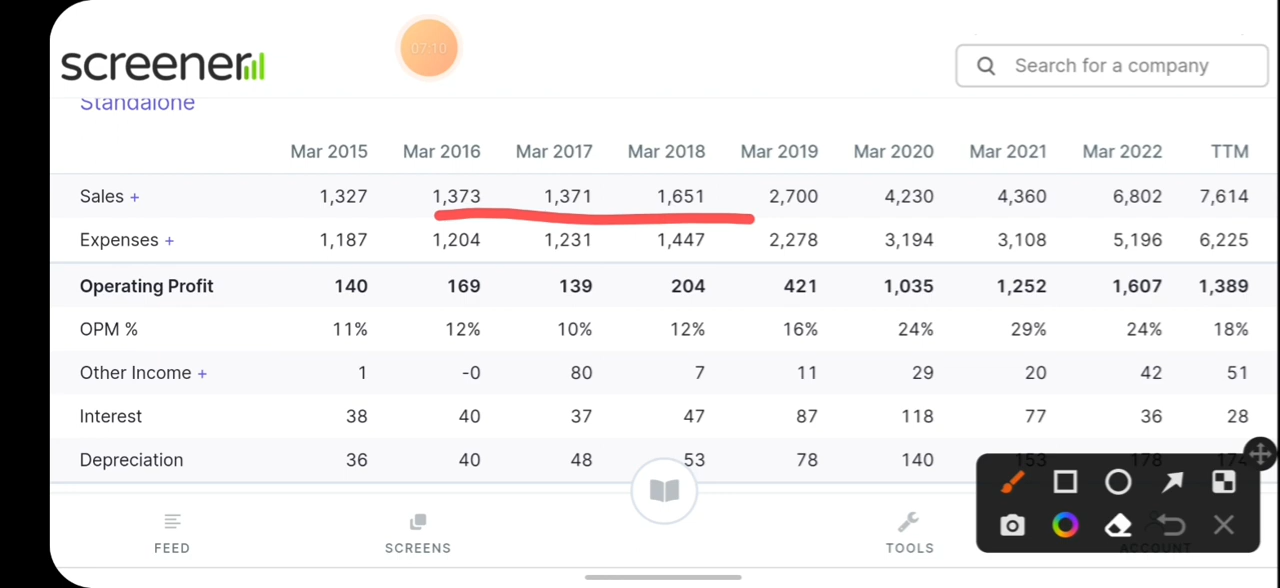 07:10
screener
Search for a company
Standalone
Mar 2015 Mar 2016 Mar 2017 Mar 2018 Mar 2019 Mar 2020 Mar 2021 Mar 2022 TTM
Sales + 1,327 1,373 1,371 1,651 2,700 4,230 4,360 6,802 7,614
Expenses + 1,187 1,204 1,231 1,447 2,278 3,194 3,108 5,196 6,225
Operating Profit 140 169 139 204 421 1,035 1,252 1,607 1,389
OPM % 11% 12% 10% 12% 16% 24% 29% 24% 18%
Other Income + 1 -0 80 7 11 29 20 42 51
Interest 38 40 37 47 87 118 77 36 28
Depreciation 36 40 48 53 78 140 153 178 174
FEED SCREENS TOOLS ACCOUNT